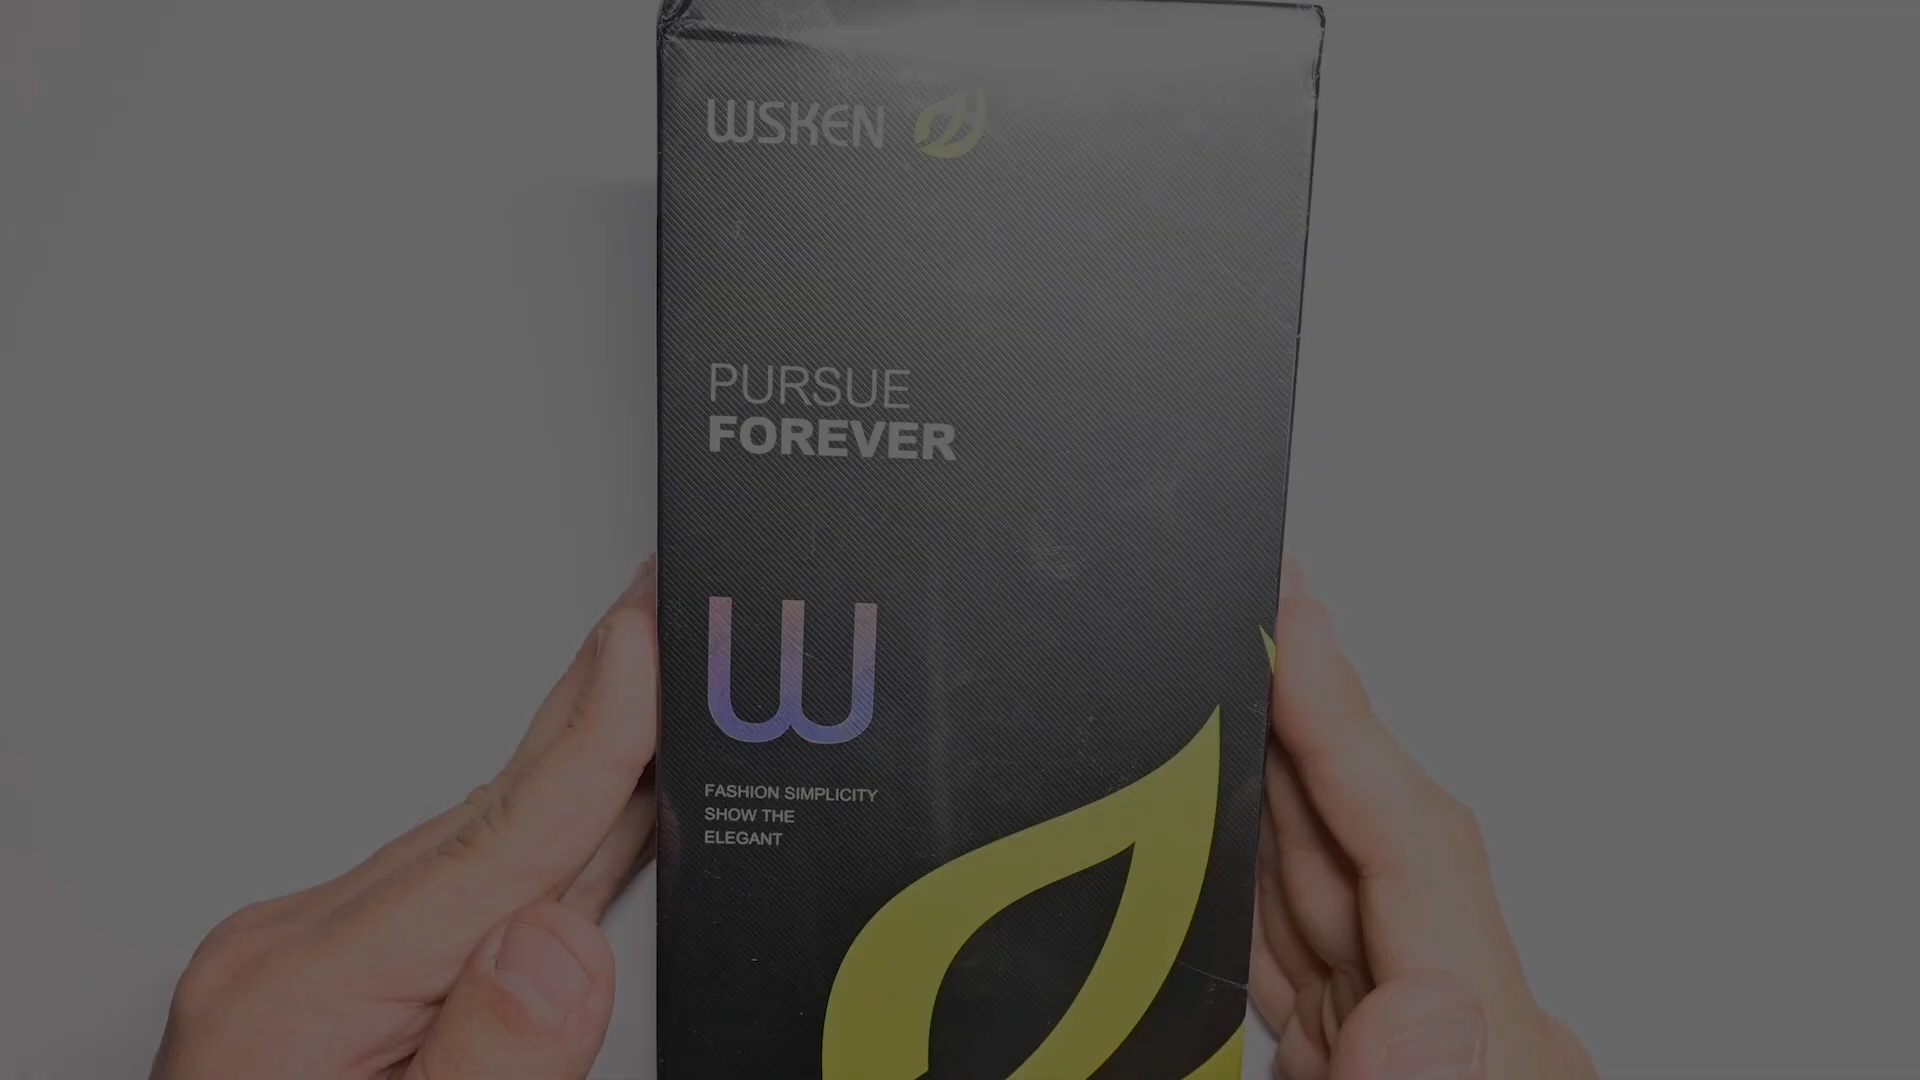 WSKEN
PURSUE
FOREVER
W
FASHION SIMPLICITY
SHOW THE
ELEGANT